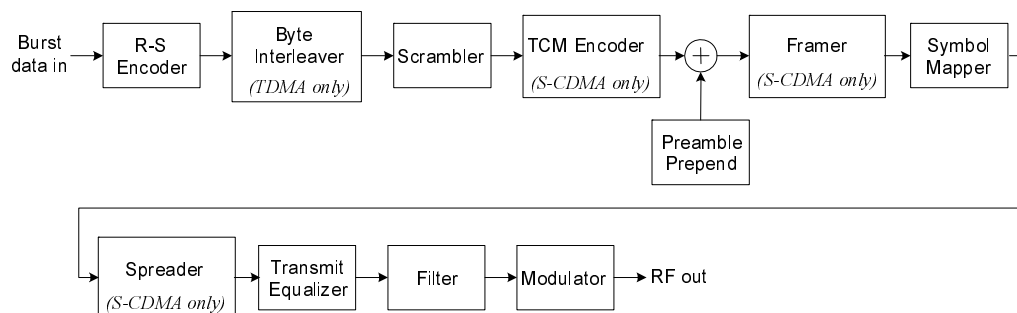 Burst
data in
R-S
Encoder
Byte
Interleaver
(TDMA only)
Scrambler
TCM Encoder
(S-CDMA only)
Preamble
Prepend
Framer
(S-CDMA only)
Symbol
Mapper
Spreader
(S-CDMA only)
Transmit
Equalizer
Filter
Modulator
RF out